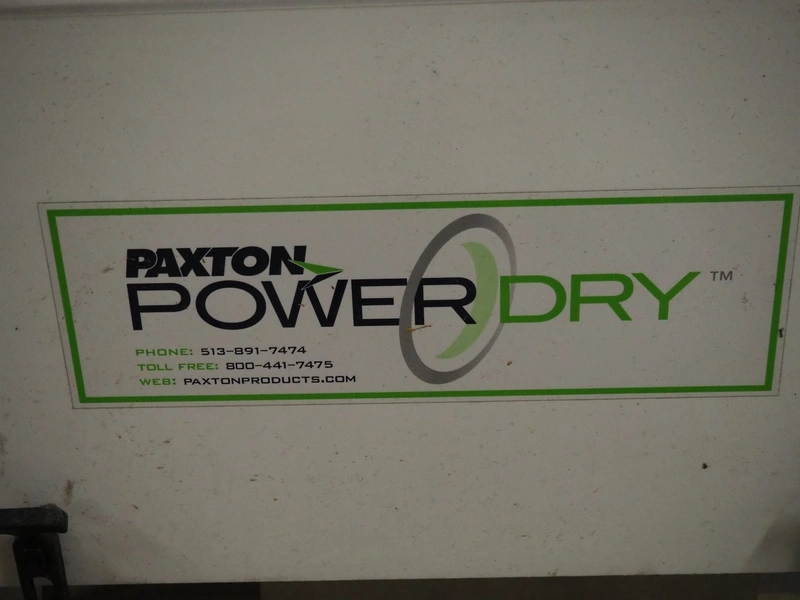 PAXTON
POWERDRY™
PHONE: 513-891-7474
TOLL FREE: 800-441-7475
WEB: PAXTONPRODUCTS.COM